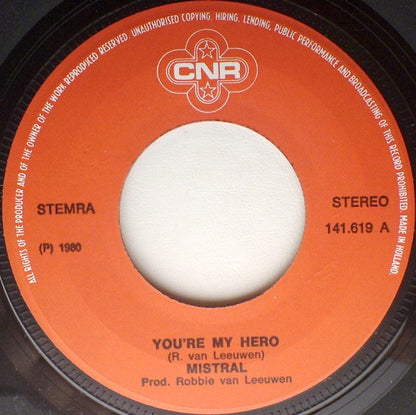 ALL RIGHTS OF THE PRODUCER AND OF THE OWNER OF THE WORK REPRODUCED RESERVED. UNAUTHORISED COPYING, HIRING, LENDING, PUBLIC PERFORMANCE AND BROADCASTING OF THIS RECORD PROHIBITED. MADE IN HOLLAND.
CNR
STEMRA
STEREO
141.619 A
(P) 1980
YOU'RE MY HERO
(R. van Leeuwen)
MISTRAL
Prod. Robbie van Leeuwen